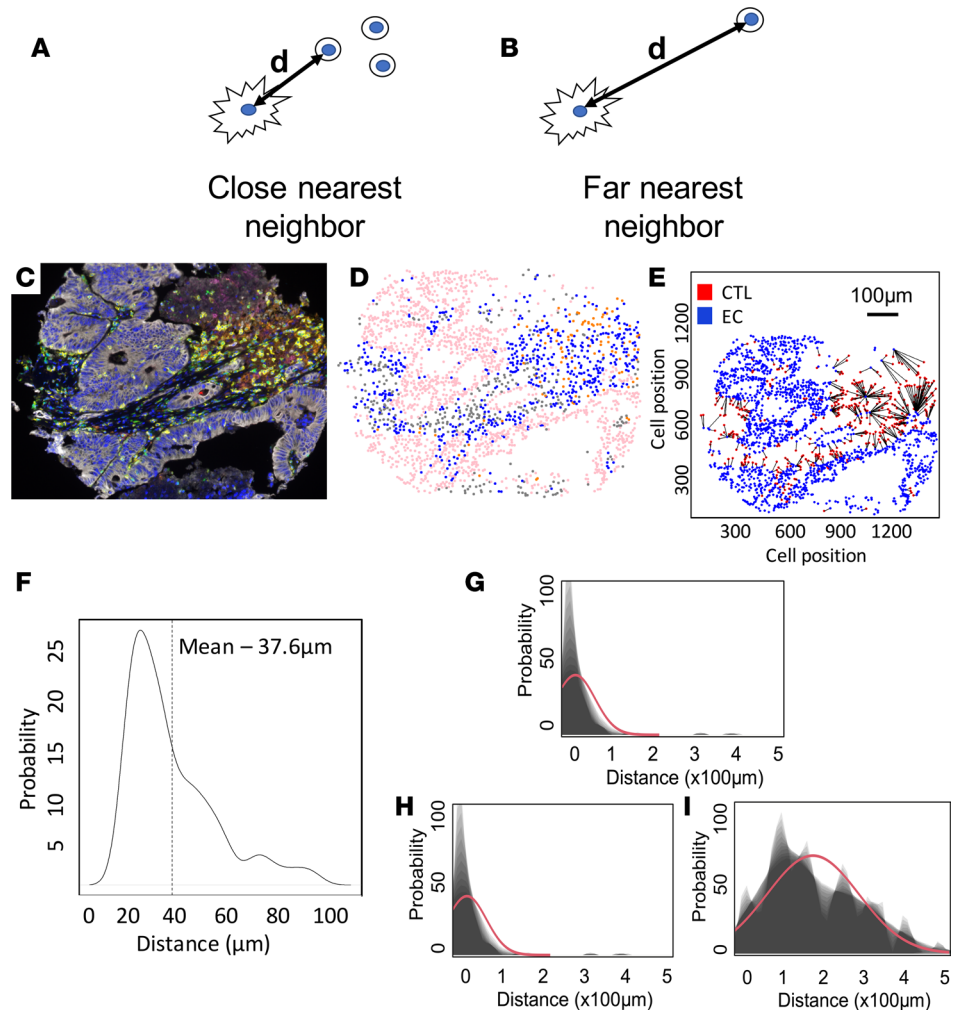 A
d
B
d
Close nearest
neighbor
Far nearest
neighbor
C
D
E
CTL
EC
100μm
Cell position
300 600 900 1200
300 600 900 1200
Cell position
F
Mean – 37.6μm
Probability
5 10 15 20 25
0 20 40 60 80 100
Distance (μm)
G
Probability
0 50 100
0 1 2 3 4 5
Distance (x100μm)
H
Probability
0 50 100
0 1 2 3 4 5
Distance (x100μm)
I
Probability
0 50 100
0 1 2 3 4 5
Distance (x100μm)